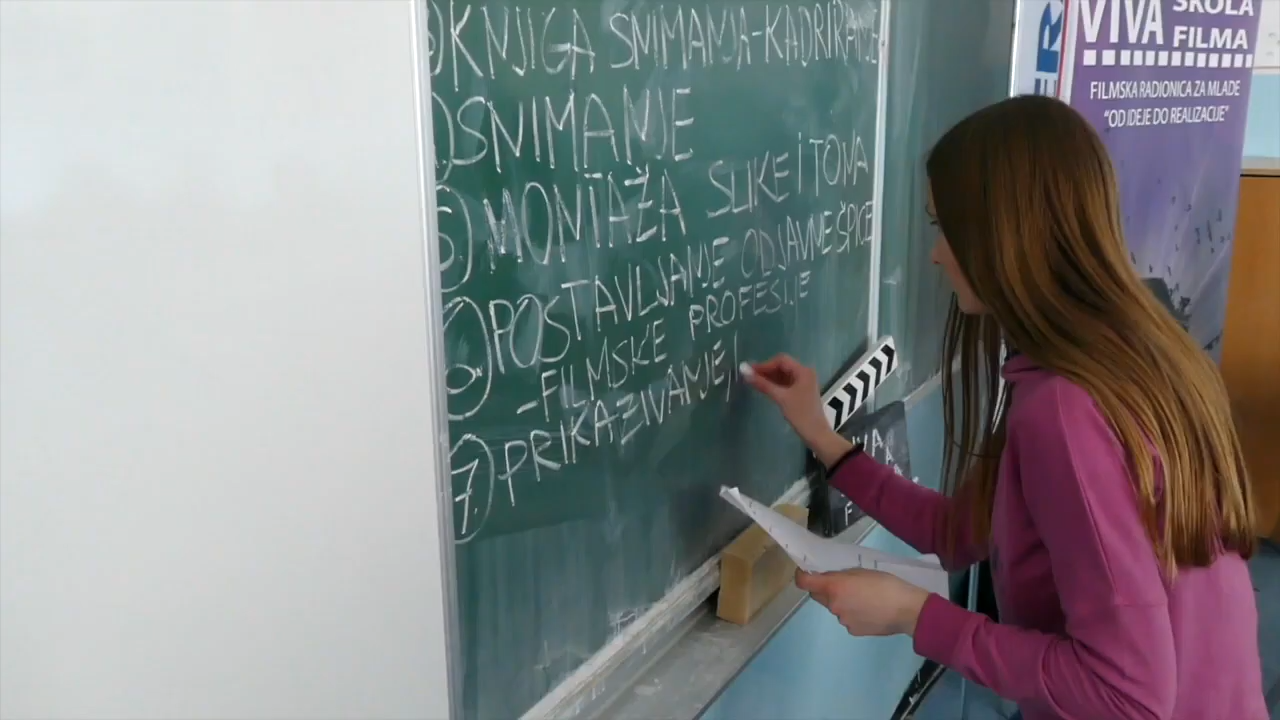 KNJIGA SNIMANJA-KADRIRANJE
SNIMANJE
5) MONTAŽA SLIKE I TONA
6) POSTAVLJANJE ODJAVNE ŠPICE
-FILMSKE PROFESIJE
7.) PRIKAZIVANJE,
VIVA ŠKOLA
FILMA
FILMSKA RADIONICA ZA MLADE
"OD IDEJE DO REALIZACIJE"